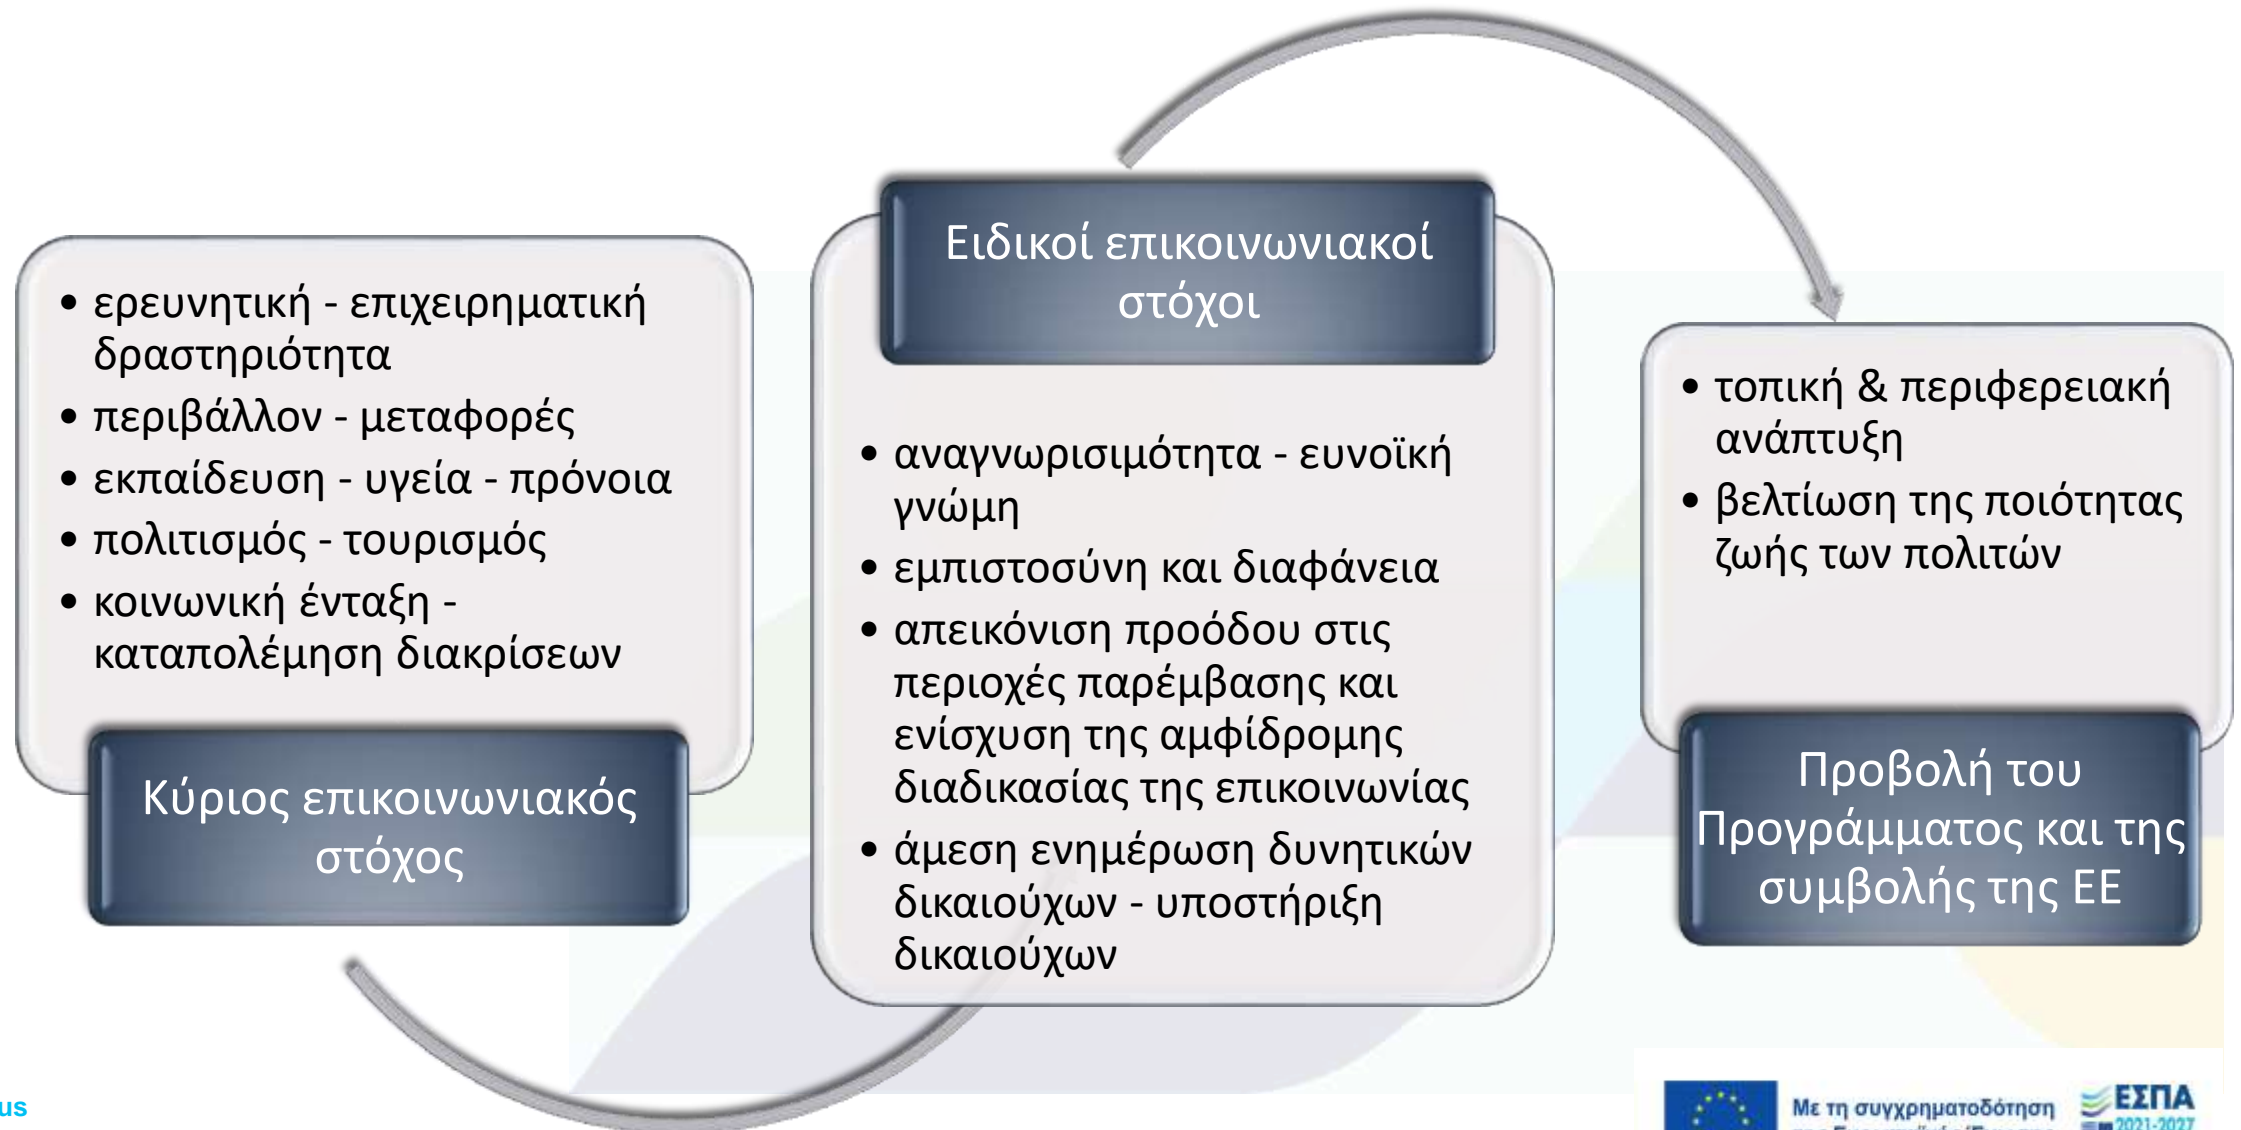 • ερευνητική - επιχειρηματική
δραστηριότητα
• περιβάλλον - μεταφορές
• εκπαίδευση - υγεία - πρόνοια
• πολιτισμός - τουρισμός
• κοινωνική ένταξη -
καταπολέμηση διακρίσεων
Κύριος επικοινωνιακός
στόχος
Ειδικοί επικοινωνιακοί
στόχοι
• αναγνωρισιμότητα - ευνοϊκή
γνώμη
• εμπιστοσύνη και διαφάνεια
• απεικόνιση προόδου στις
περιοχές παρέμβασης και
ενίσχυση της αμφίδρομης
διαδικασίας της επικοινωνίας
• άμεση ενημέρωση δυνητικών
δικαιούχων - υποστήριξη
δικαιούχων
• τοπική & περιφερειακή
ανάπτυξη
• βελτίωση της ποιότητας
ζωής των πολιτών
Προβολή του
Προγράμματος και της
συμβολής της ΕΕ
us
Με τη συγχρηματοδότηση
ΕΣΠΑ
2021-2027